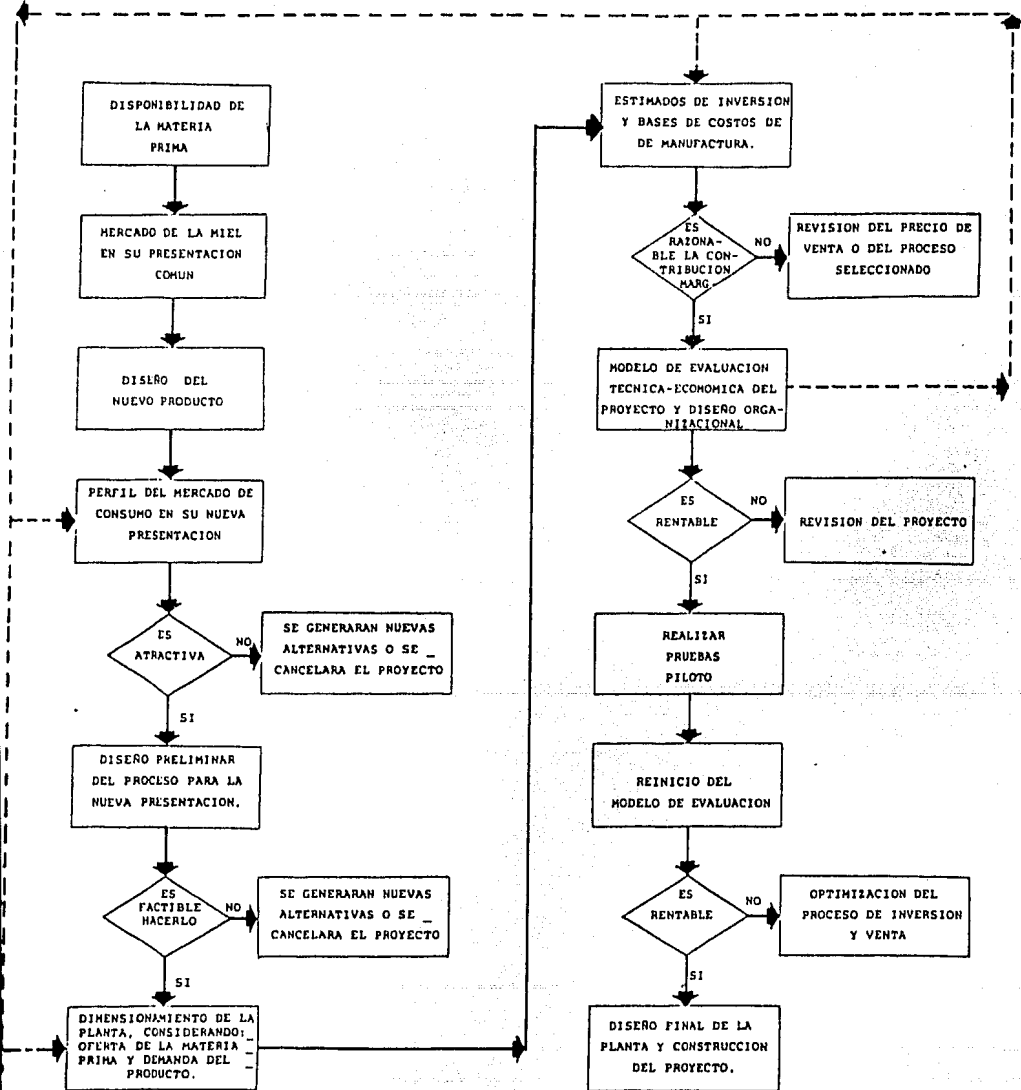 DISPONIBILIDAD DE
LA MATERIA
PRIMA
MERCADO DE LA MIEL
EN SU PRESENTACION
COMUN
DISEÑO DEL
NUEVO PRODUCTO
PERFIL DEL MERCADO DE
CONSUMO EN SU NUEVA
PRESENTACION
ES
ATRACTIVA
NO
SE GENERARAN NUEVAS
ALTERNATIVAS O SE _
CANCELARA EL PROYECTO
SI
DISEÑO PRELIMINAR
DEL PROCESO PARA LA
NUEVA PRESENTACION.
ES
FACTIBLE
HACERLO
NO
SE GENERARAN NUEVAS
ALTERNATIVAS O SE _
CANCELARA EL PROYECTO
SI
DIMENSIONAMIENTO DE LA
PLANTA, CONSIDERANDO: _
OFERTA DE LA MATERIA _
PRIMA Y DEMANDA DEL _
PRODUCTO.
ESTIMADOS DE INVERSION
Y BASES DE COSTOS DE
DE MANUFACTURA.
ES
RAZONA-
BLE LA CON-
TRIBUCION
MARG.
NO
REVISION DEL PRECIO DE
VENTA O DEL PROCESO
SELECCIONADO
SI
MODELO DE EVALUACION
TECNICA-ECONOMICA DEL
PROYECTO Y DISEÑO ORGA-
NIZACIONAL
ES
RENTABLE
NO
REVISION DEL PROYECTO
SI
REALIZAR
PRUEBAS
PILOTO
REINICIO DEL
MODELO DE EVALUACION
ES
RENTABLE
NO
OPTIMIZACION DEL
PROCESO DE INVERSION
Y VENTA
SI
DISEÑO FINAL DE LA
PLANTA Y CONSTRUCCION
DEL PROYECTO.